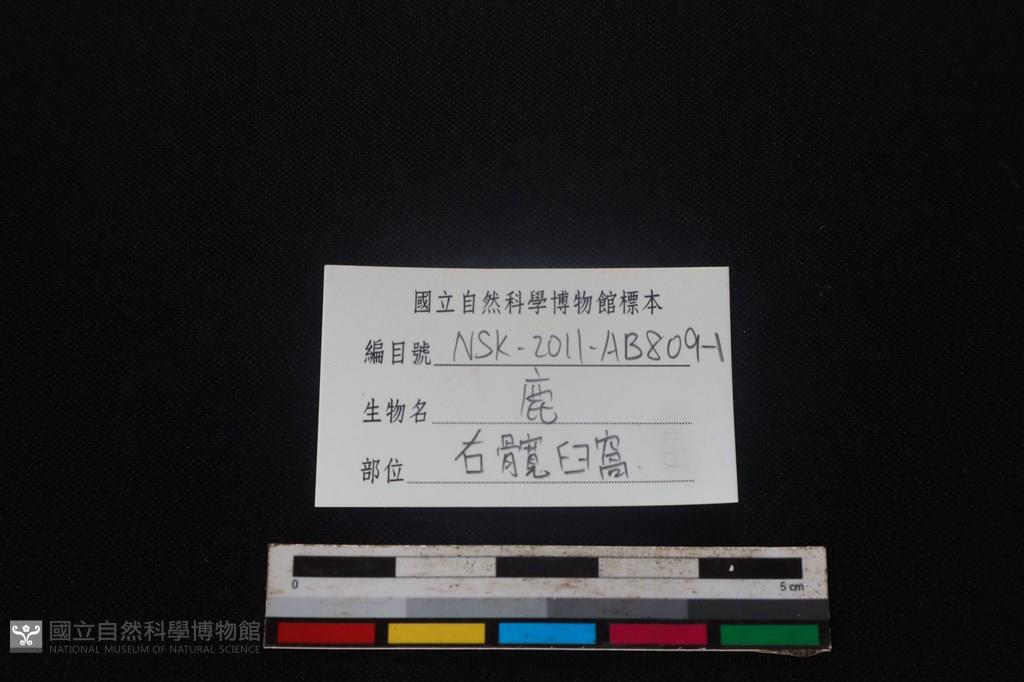 國立自然科學博物館標本
編目號 NSK-2011-AB809-1
生物名 鹿
部位 右髖臼窩
0 5 cm
國立自然科學博物館
NATIONAL MUSEUM OF NATURAL SCIENCE